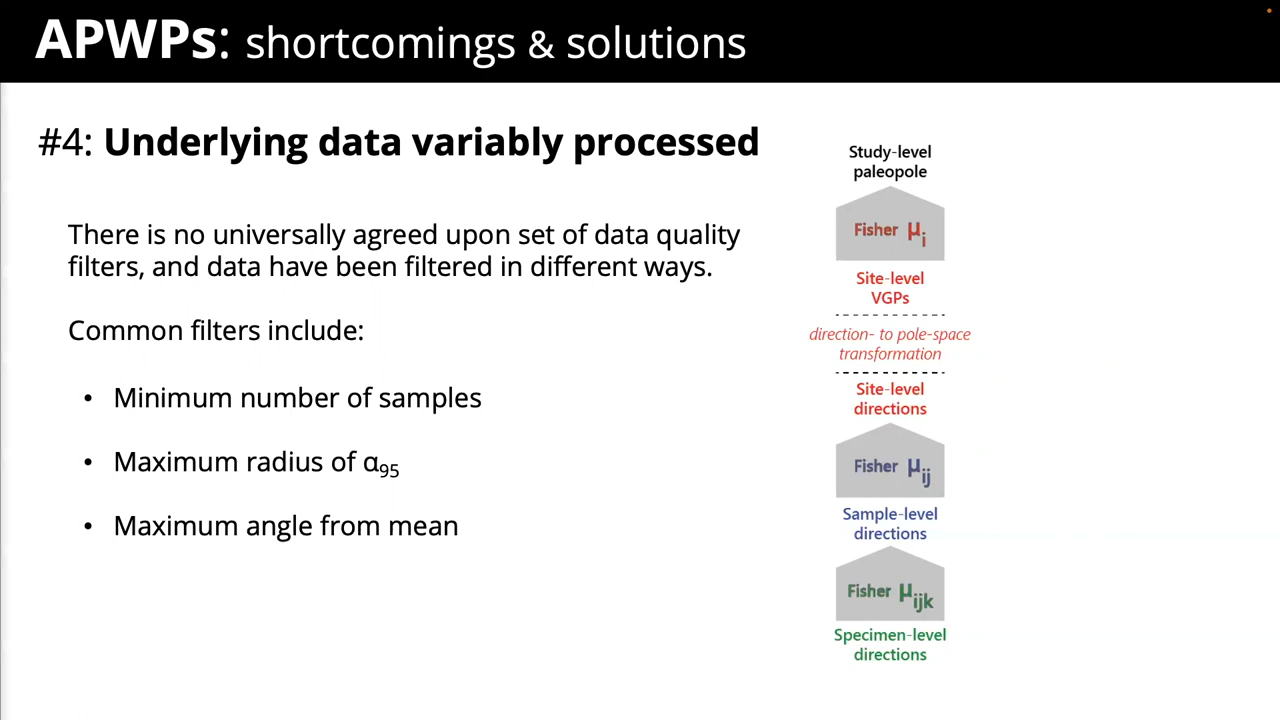 APWPs: shortcomings & solutions
#4: Underlying data variably processed
There is no universally agreed upon set of data quality
filters, and data have been filtered in different ways.
Common filters include:
• Minimum number of samples
• Maximum radius of α95
• Maximum angle from mean
Study-level
paleopole
Fisher μi
Site-level
VGPs
direction- to pole-space
transformation
Site-level
directions
Fisher μij
Sample-level
directions
Fisher μijk
Specimen-level
directions